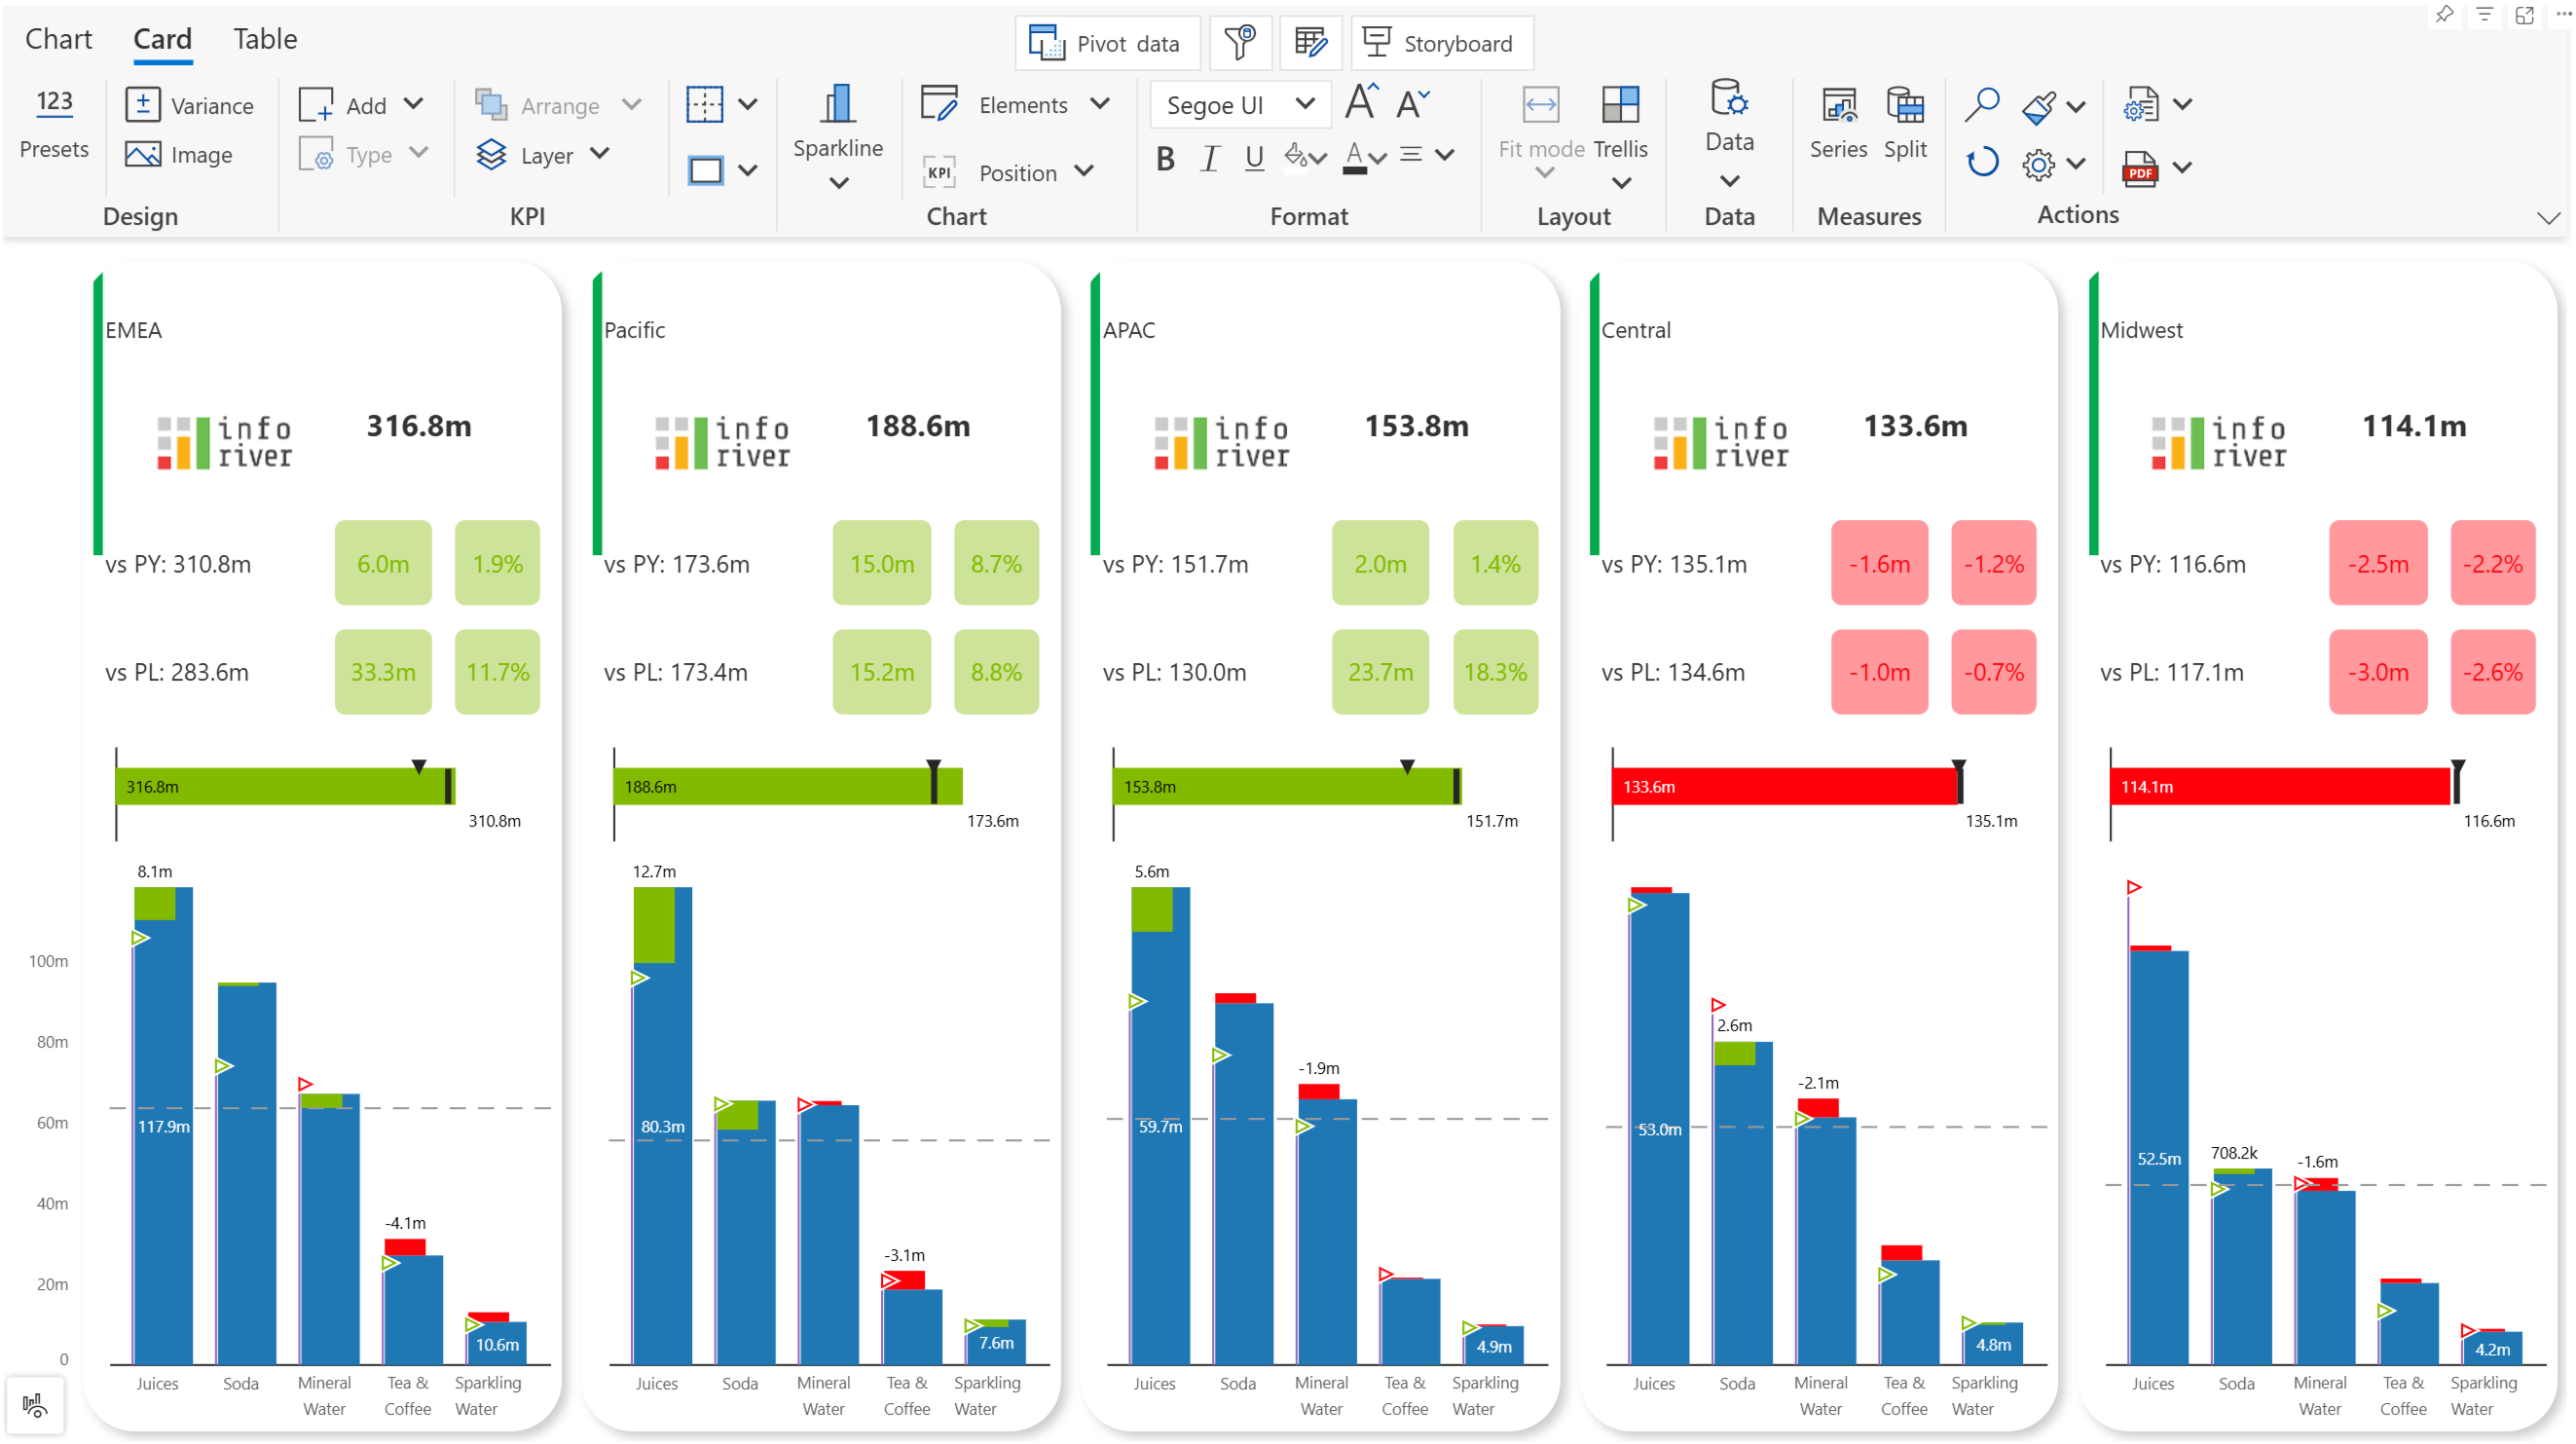 Chart Card Table
Pivot data Storyboard
123
Presets
Variance
Image
Add
Type
Arrange
Layer
Sparkline
Elements
KPI Position
Segoe UI A A
B I U A
Fit mode Trellis
Data
Series Split
PDF
Design KPI Chart Format Layout Data Measures Actions
EMEA
info
river
316.8m
vs PY: 310.8m 6.0m 1.9%
vs PL: 283.6m 33.3m 11.7%
316.8m
310.8m
8.1m
100m
80m
60m
117.9m
40m
-4.1m
20m
10.6m
0
Juices Soda Mineral Water Tea & Coffee Sparkling Water
Pacific
info
river
188.6m
vs PY: 173.6m 15.0m 8.7%
vs PL: 173.4m 15.2m 8.8%
188.6m
173.6m
12.7m
80.3m
-3.1m
7.6m
Juices Soda Mineral Water Tea & Coffee Sparkling Water
APAC
info
river
153.8m
vs PY: 151.7m 2.0m 1.4%
vs PL: 130.0m 23.7m 18.3%
153.8m
151.7m
5.6m
-1.9m
59.7m
4.9m
Juices Soda Mineral Water Tea & Coffee Sparkling Water
Central
info
river
133.6m
vs PY: 135.1m -1.6m -1.2%
vs PL: 134.6m -1.0m -0.7%
133.6m
135.1m
2.6m
-2.1m
53.0m
4.8m
Juices Soda Mineral Water Tea & Coffee Sparkling Water
Midwest
info
river
114.1m
vs PY: 116.6m -2.5m -2.2%
vs PL: 117.1m -3.0m -2.6%
114.1m
116.6m
52.5m
708.2k
-1.6m
4.2m
Juices Soda Mineral Water Tea & Coffee Sparkling Water